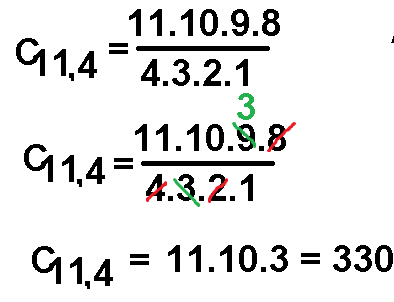 C11,4 = 11.10.9.8
4.3.2.1
3
C11,4 = 11.10.9.8
4.3.2.1
C11,4 = 11.10.3 = 330